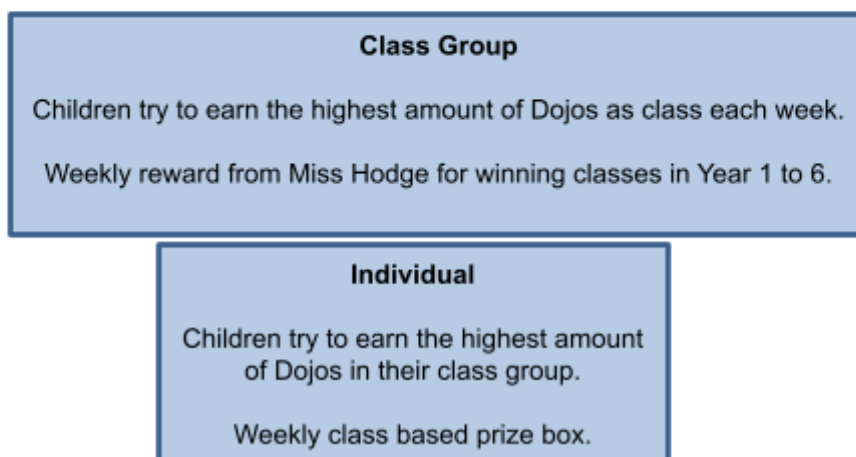 Class Group
Children try to earn the highest amount of Dojos as class each week.
Weekly reward from Miss Hodge for winning classes in Year 1 to 6.
Individual
Children try to earn the highest amount
of Dojos in their class group.
Weekly class based prize box.